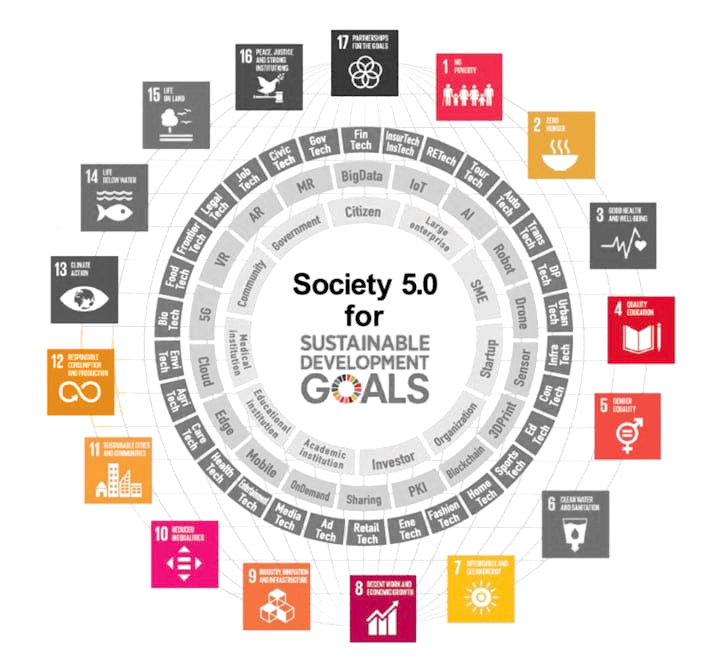 Society 5.0
for
SUSTAINABLE
DEVELOPMENT
GOALS
17 PARTNERSHIPS
FOR THE GOALS
1 NO
POVERTY
2 ZERO
HUNGER
3 GOOD HEALTH
AND WELL-BEING
4 QUALITY
EDUCATION
5 GENDER
EQUALITY
6 CLEAN WATER
AND SANITATION
7 AFFORDABLE AND
CLEAN ENERGY
8 DECENT WORK AND
ECONOMIC GROWTH
9 INDUSTRY, INNOVATION
AND INFRASTRUCTURE
10 REDUCED
INEQUALITIES
11 SUSTAINABLE CITIES
AND COMMUNITIES
12 RESPONSIBLE
CONSUMPTION
AND PRODUCTION
13 CLIMATE
ACTION
14 LIFE
BELOW WATER
15 LIFE
ON LAND
16 PEACE, JUSTICE
AND STRONG
INSTITUTIONS
Fin
Tech
InsurTech
InsTech
RETech
Tour
Tech
Auto
Tech
Trans
Tech
DP
Tech
Urban
Tech
Infra
Tech
Con
Tech
Ed
Tech
Sports
Tech
Home
Tech
Fashion
Tech
Ene
Tech
Retail
Tech
Ad
Tech
Media
Tech
Entertainment
Tech
Health
Tech
Care
Tech
Agri
Tech
Envi
Tech
Bio
Tech
Food
Tech
Frontier
Tech
Legal
Tech
Job
Tech
Civic
Tech
Gov
Tech
BigData
IoT
AI
Robot
Drone
Sensor
3DPrint
Blockchain
PKI
Sharing
OnDemand
Mobile
Edge
Cloud
5G
VR
AR
MR
Citizen
Large
enterprise
SME
Startup
Organization
Investor
Academic
institution
Educational
institution
Medical
institution
Community
Government